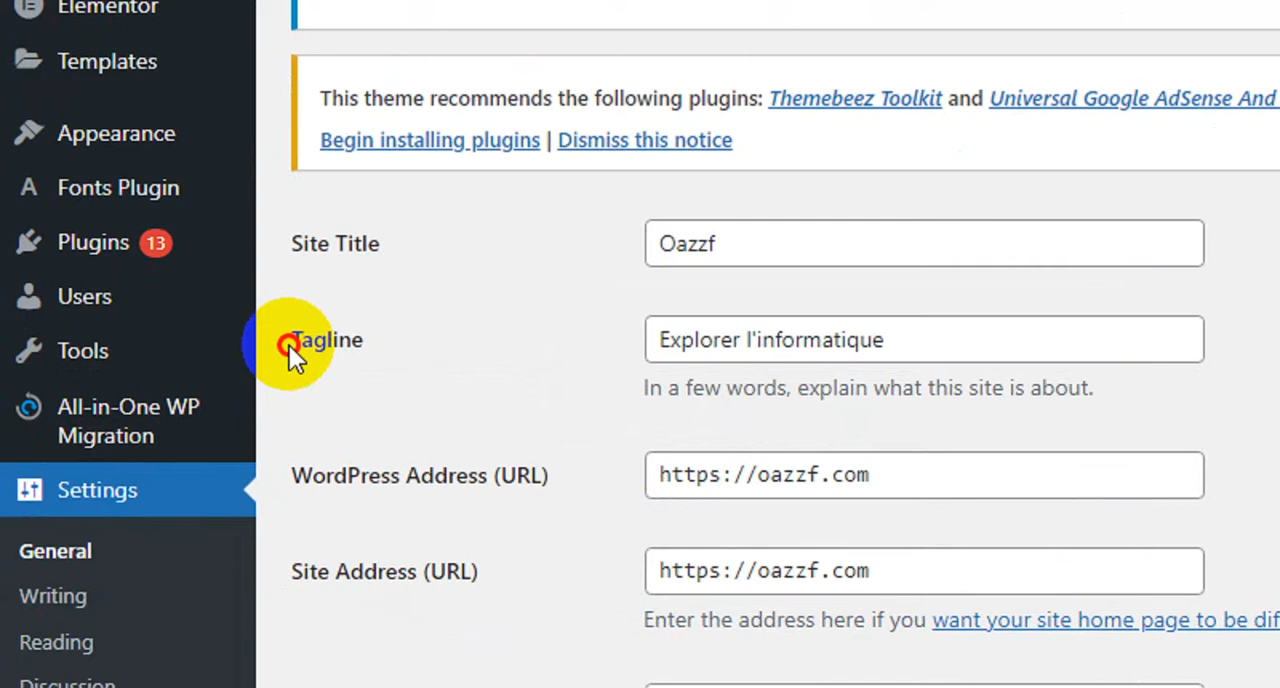 Elementor
Templates
Appearance
Fonts Plugin
Plugins 13
Users
Tools
All-in-One WP
Migration
Settings
General
Writing
Reading
Discussion
This theme recommends the following plugins: Themebeez Toolkit and Universal Google AdSense And
Begin installing plugins | Dismiss this notice
Site Title
Oazzf
Tagline
Explorer l'informatique
In a few words, explain what this site is about.
WordPress Address (URL)
https://oazzf.com
Site Address (URL)
https://oazzf.com
Enter the address here if you want your site home page to be dif